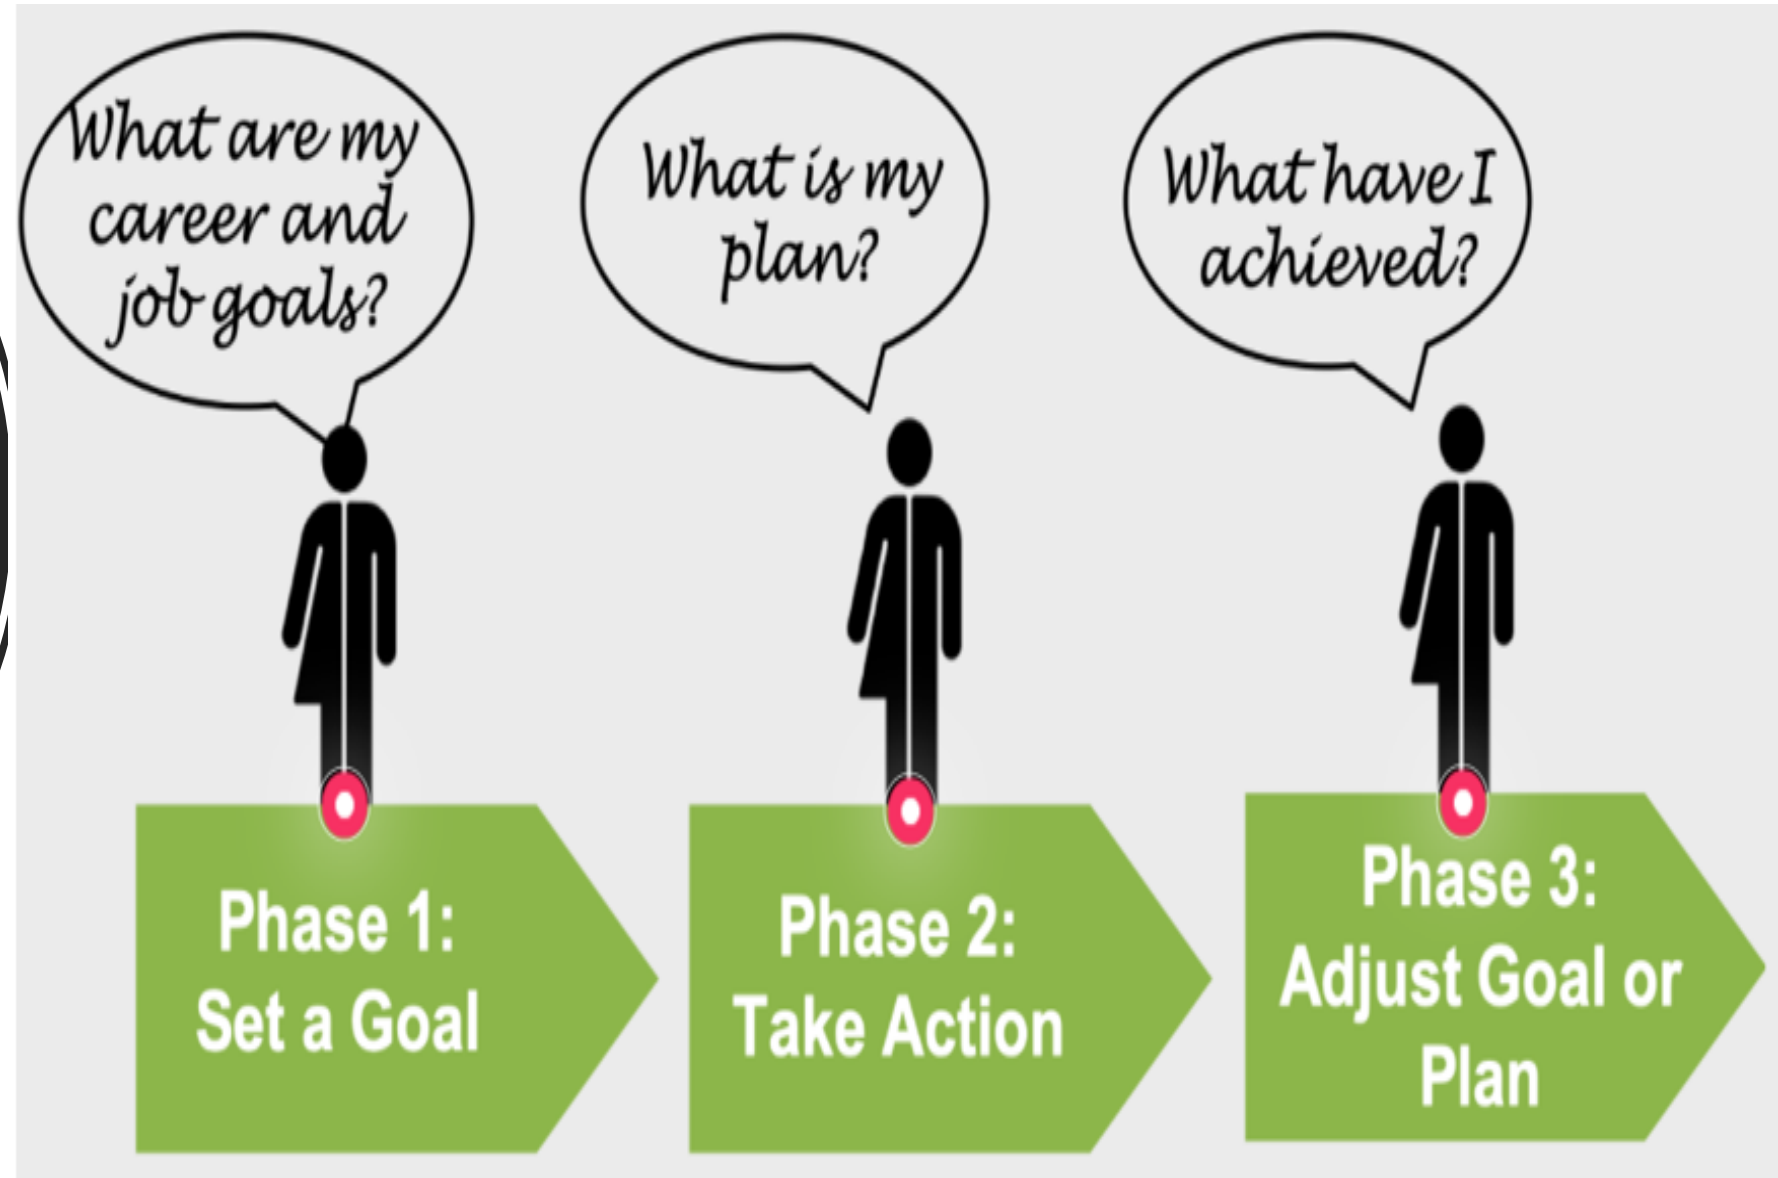 What are my
career and
job goals?
What is my
plan?
What have I
achieved?
Phase 1:
Set a Goal
Phase 2:
Take Action
Phase 3:
Adjust Goal or
Plan